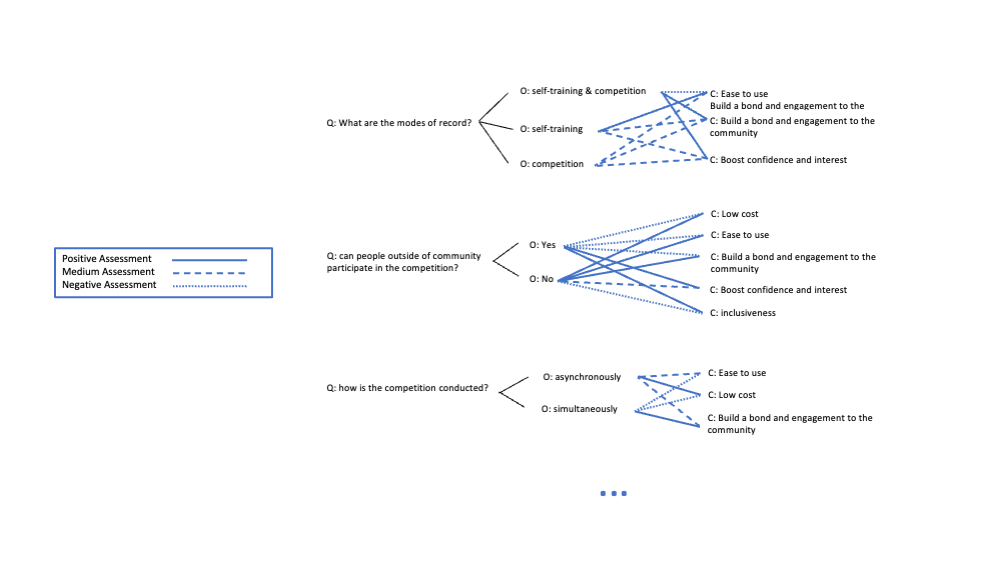 O: self-training & competition
C: Ease to use
Build a bond and engagement to the
Q: What are the modes of record?
O: self-training
C: Build a bond and engagement to the
community
O: competition
C: Boost confidence and interest
C: Low cost
Q: can people outside of community
participate in the competition?
O: Yes
C: Ease to use
C: Build a bond and engagement to the
community
O: No
C: Boost confidence and interest
C: inclusiveness
Positive Assessment
Medium Assessment
Negative Assessment
Q: how is the competition conducted?
O: asynchronously
C: Ease to use
C: Low cost
O: simultaneously
C: Build a bond and engagement to the
community
...